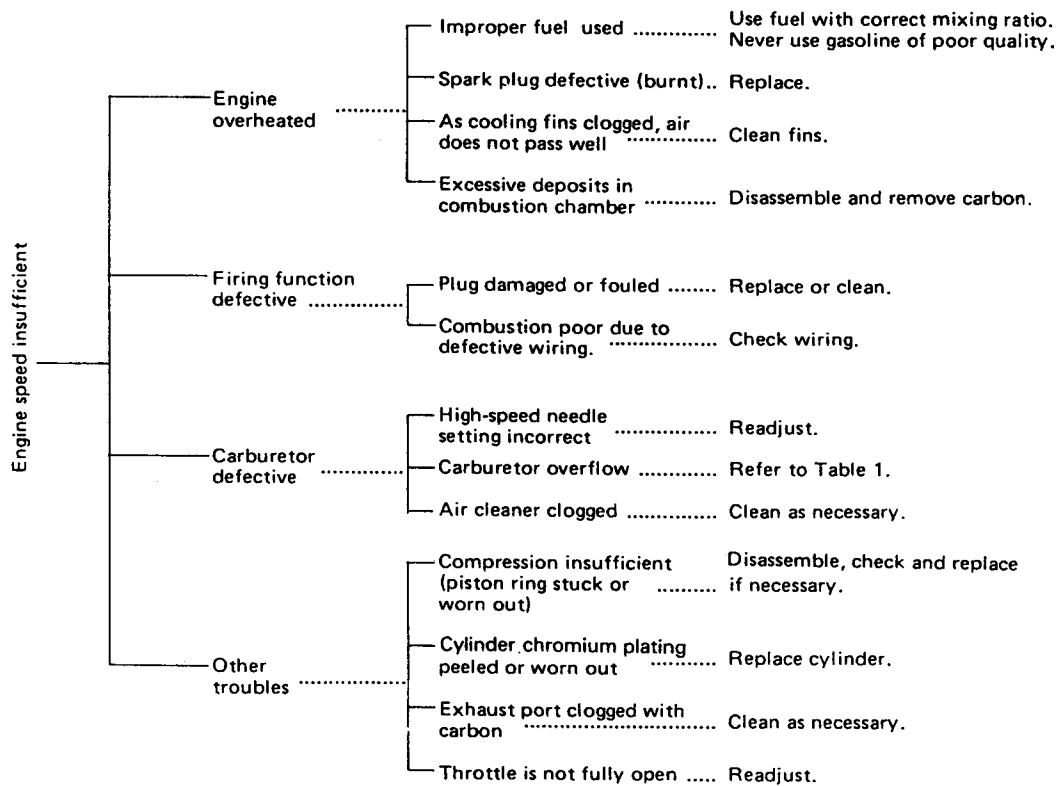 Engine speed insufficient
Engine
overheated ..........
Improper fuel used ............ Use fuel with correct mixing ratio.
Never use gasoline of poor quality.
Spark plug defective (burnt).. Replace.
As cooling fins clogged, air
does not pass well ............. Clean fins.
Excessive deposits in
combustion chamber ............ Disassemble and remove carbon.
Firing function
defective ..............
Plug damaged or fouled ........ Replace or clean.
Combustion poor due to
defective wiring. .................. Check wiring.
Carburetor
defective ............
High-speed needle
setting incorrect ................. Readjust.
Carburetor overflow ............. Refer to Table 1.
Air cleaner clogged ............... Clean as necessary.
Other
troubles .................
Compression insufficient
(piston ring stuck or
worn out) .......... Disassemble, check and replace
if necessary.
Cylinder chromium plating
peeled or worn out ........... Replace cylinder.
Exhaust port clogged with
carbon ................................ Clean as necessary.
Throttle is not fully open ..... Readjust.